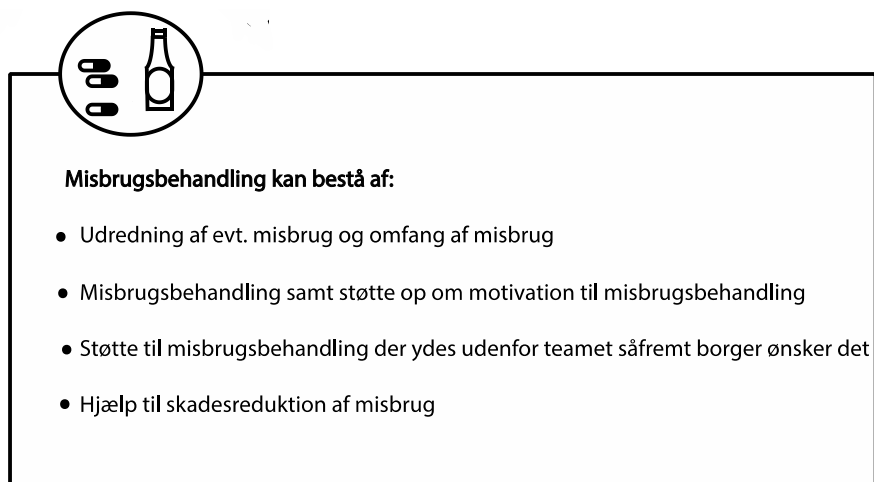 Misbrugsbehandling kan bestå af:
• Udredning af evt. misbrug og omfang af misbrug
• Misbrugsbehandling samt støtte op om motivation til misbrugsbehandling
• Støtte til misbrugsbehandling der ydes udenfor teamet såfremt borger ønsker det
• Hjælp til skadesreduktion af misbrug